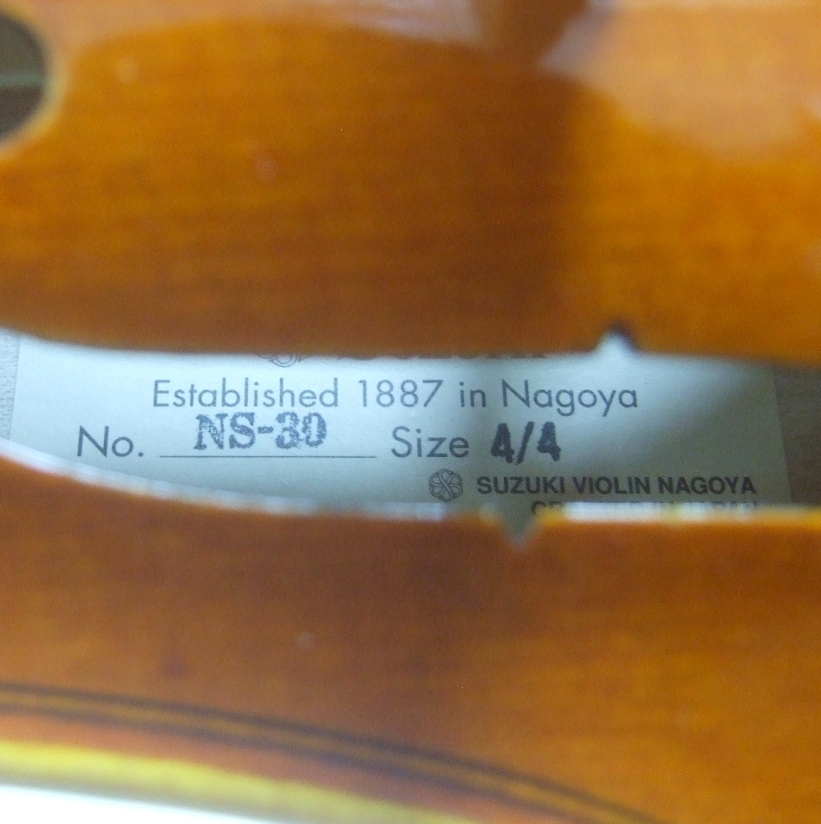 Established 1887 in Nagoya
No. NS-30 Size 4/4
SUZUKI VIOLIN NAGOYA